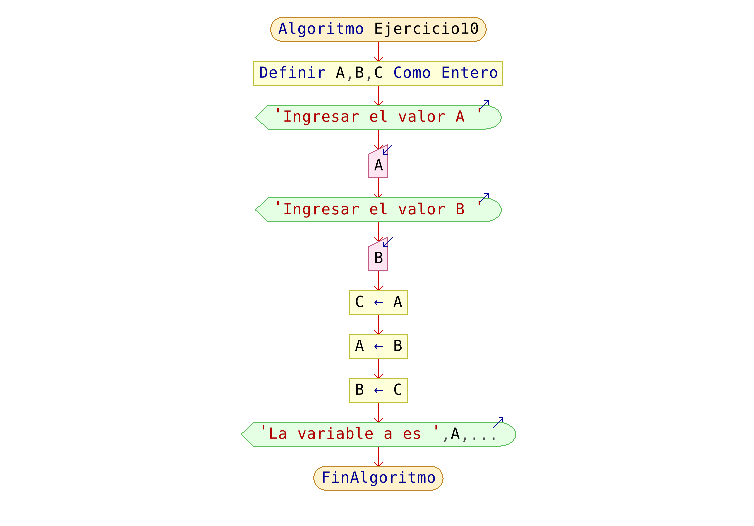 Algoritmo Ejercicio10
Definir A,B,C Como Entero
'Ingresar el valor A '
A
'Ingresar el valor B '
B
C ← A
A ← B
B ← C
'La variable a es ',A,...
FinAlgoritmo